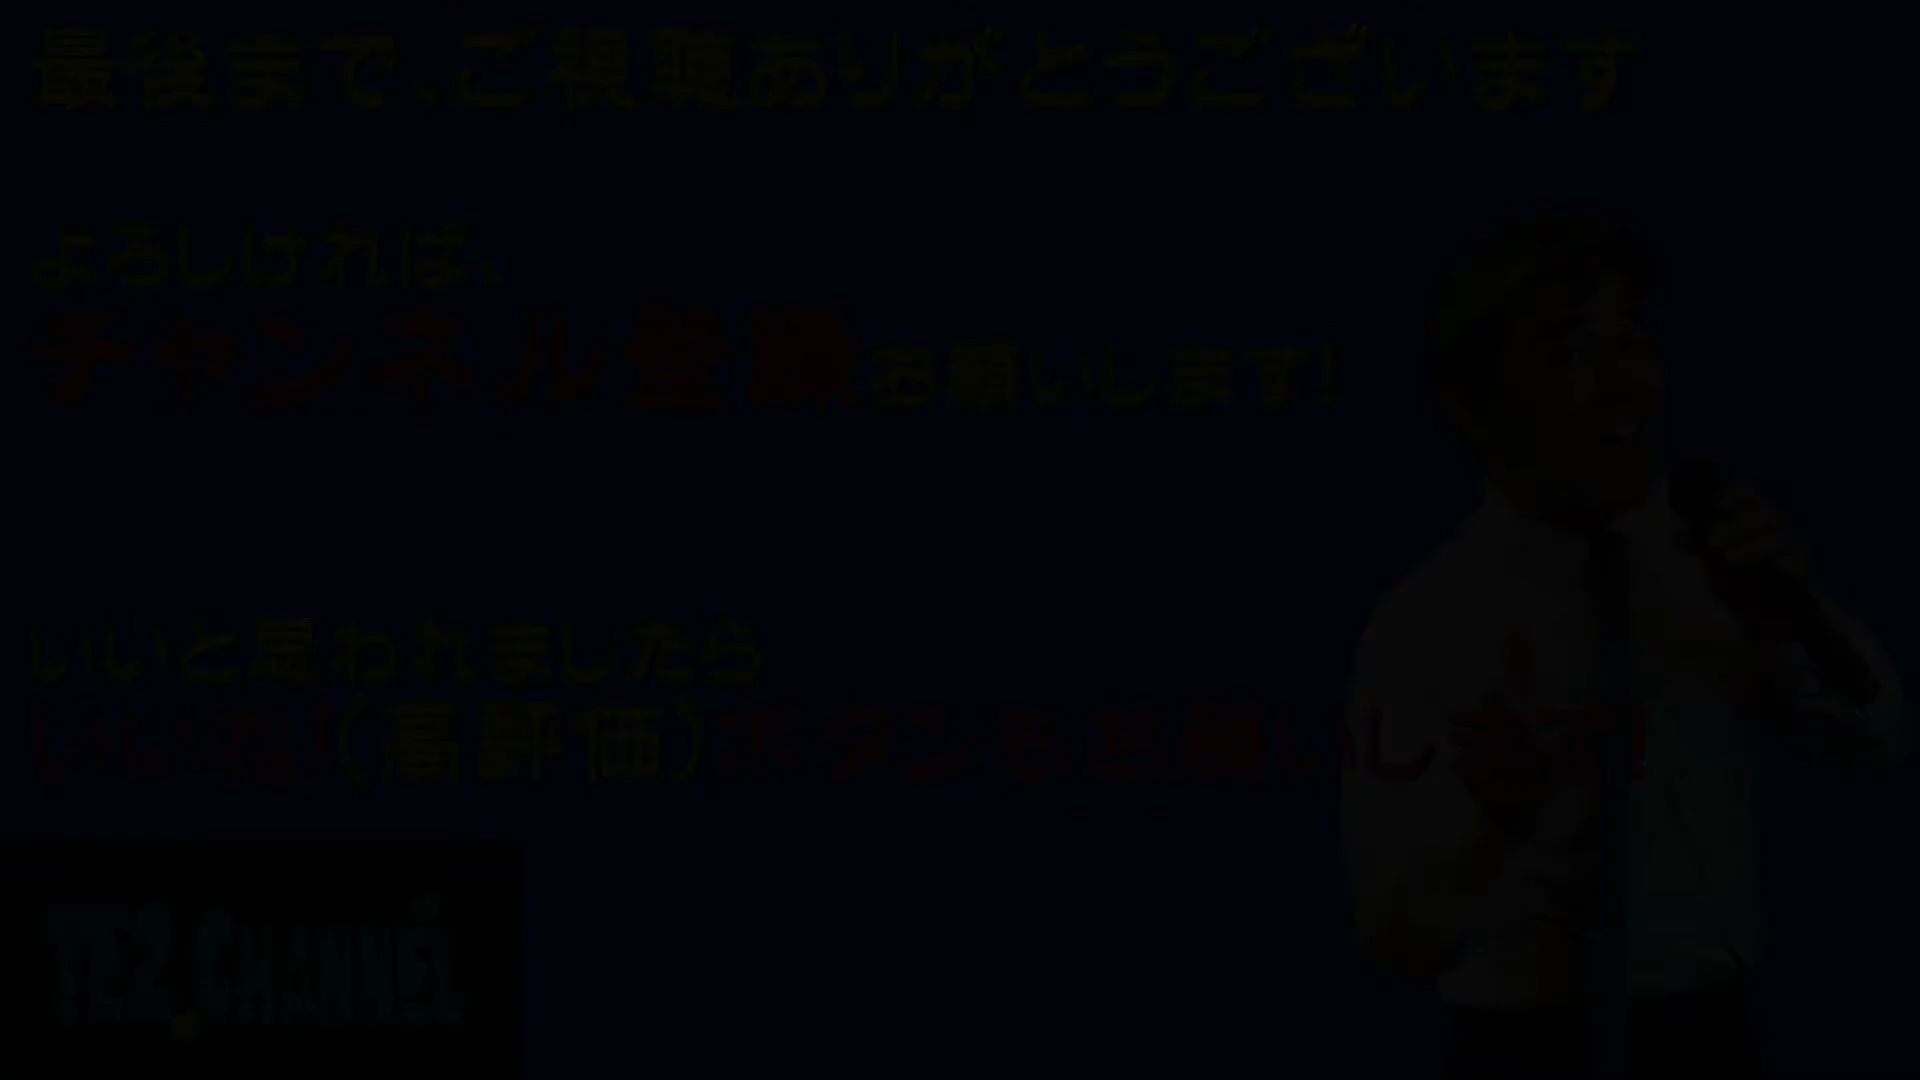 最後まで、ご視聴ありがとうございます
よろしければ、
チャンネル登録お願いします!
いいと思われましたら
いいね!(高評価)ボタンもお願いします!
CHANNEL